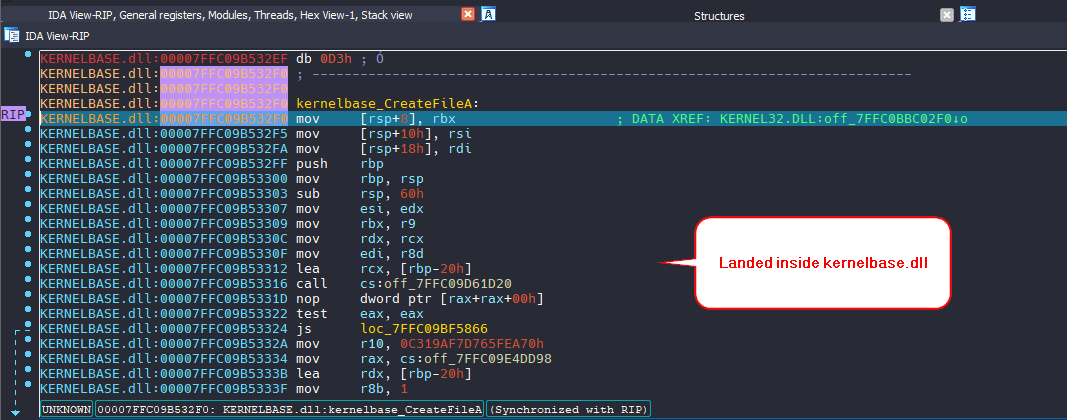 IDA View-RIP, General registers, Modules, Threads, Hex View-1, Stack view
Structures
IDA View-RIP
KERNELBASE.dll:00007FFC09B532EF db 0D3h ; Ó
KERNELBASE.dll:00007FFC09B532F0 ; ---------------------------------------------------------------------------
KERNELBASE.dll:00007FFC09B532F0
KERNELBASE.dll:00007FFC09B532F0 kernelbase_CreateFileA:
RIP KERNELBASE.dll:00007FFC09B532F0 mov [rsp+8], rbx ; DATA XREF: KERNEL32.DLL:off_7FFC0BBC02F0↓o
KERNELBASE.dll:00007FFC09B532F5 mov [rsp+10h], rsi
KERNELBASE.dll:00007FFC09B532FA mov [rsp+18h], rdi
KERNELBASE.dll:00007FFC09B532FF push rbp
KERNELBASE.dll:00007FFC09B53300 mov rbp, rsp
KERNELBASE.dll:00007FFC09B53303 sub rsp, 60h
KERNELBASE.dll:00007FFC09B53307 mov esi, edx
KERNELBASE.dll:00007FFC09B53309 mov rbx, r9
KERNELBASE.dll:00007FFC09B5330C mov rdx, rcx
KERNELBASE.dll:00007FFC09B5330F mov edi, r8d
KERNELBASE.dll:00007FFC09B53312 lea rcx, [rbp-20h]
KERNELBASE.dll:00007FFC09B53316 call cs:off_7FFC09D61D20
KERNELBASE.dll:00007FFC09B5331D nop dword ptr [rax+rax+00h]
KERNELBASE.dll:00007FFC09B53322 test eax, eax
KERNELBASE.dll:00007FFC09B53324 js loc_7FFC09BF5866
KERNELBASE.dll:00007FFC09B5332A mov r10, 0C319AF7D765FEA70h
KERNELBASE.dll:00007FFC09B53334 mov rax, cs:off_7FFC09E4DD98
KERNELBASE.dll:00007FFC09B5333B lea rdx, [rbp-20h]
KERNELBASE.dll:00007FFC09B5333F mov r8b, 1
Landed inside kernelbase.dll
UNKNOWN 00007FFC09B532F0: KERNELBASE.dll:kernelbase_CreateFileA (Synchronized with RIP)